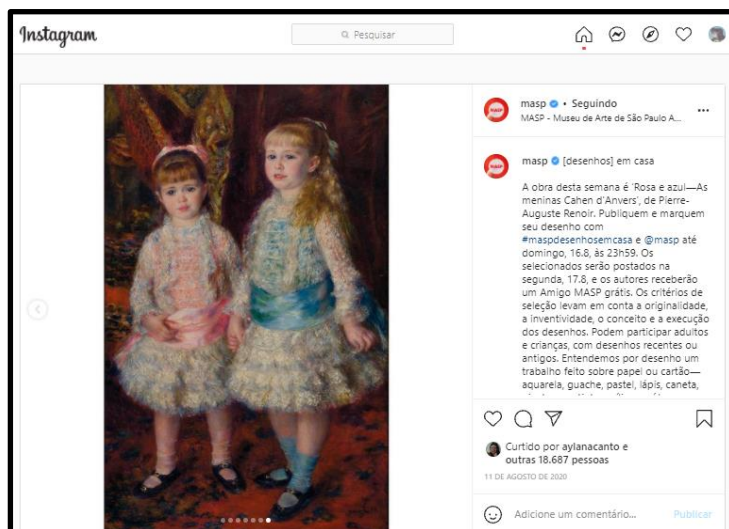 Instagram
Pesquisar
masp • Seguindo
MASP - Museu de Arte de São Paulo A...
MASP
masp [desenhos] em casa
MASP
A obra desta semana é 'Rosa e azul—As
meninas Cahen d'Anvers', de Pierre-
Auguste Renoir. Publiquem e marquem
seu desenho com
#maspdesenhosemcasa e @masp até
domingo, 16.8, às 23h59. Os
selecionados serão postados na
segunda, 17.8, e os autores receberão
um Amigo MASP grátis. Os critérios de
seleção levam em conta a originalidade,
a inventividade, o conceito e a execução
dos desenhos. Podem participar adultos
e crianças, com desenhos recentes ou
antigos. Entendemos por desenho um
trabalho feito sobre papel ou cartão—
aquarela, guache, pastel, lápis, caneta,
Curtido por aylanacanto e
outras 18.687 pessoas
11 DE AGOSTO DE 2020
Adicione um comentário... Publicar